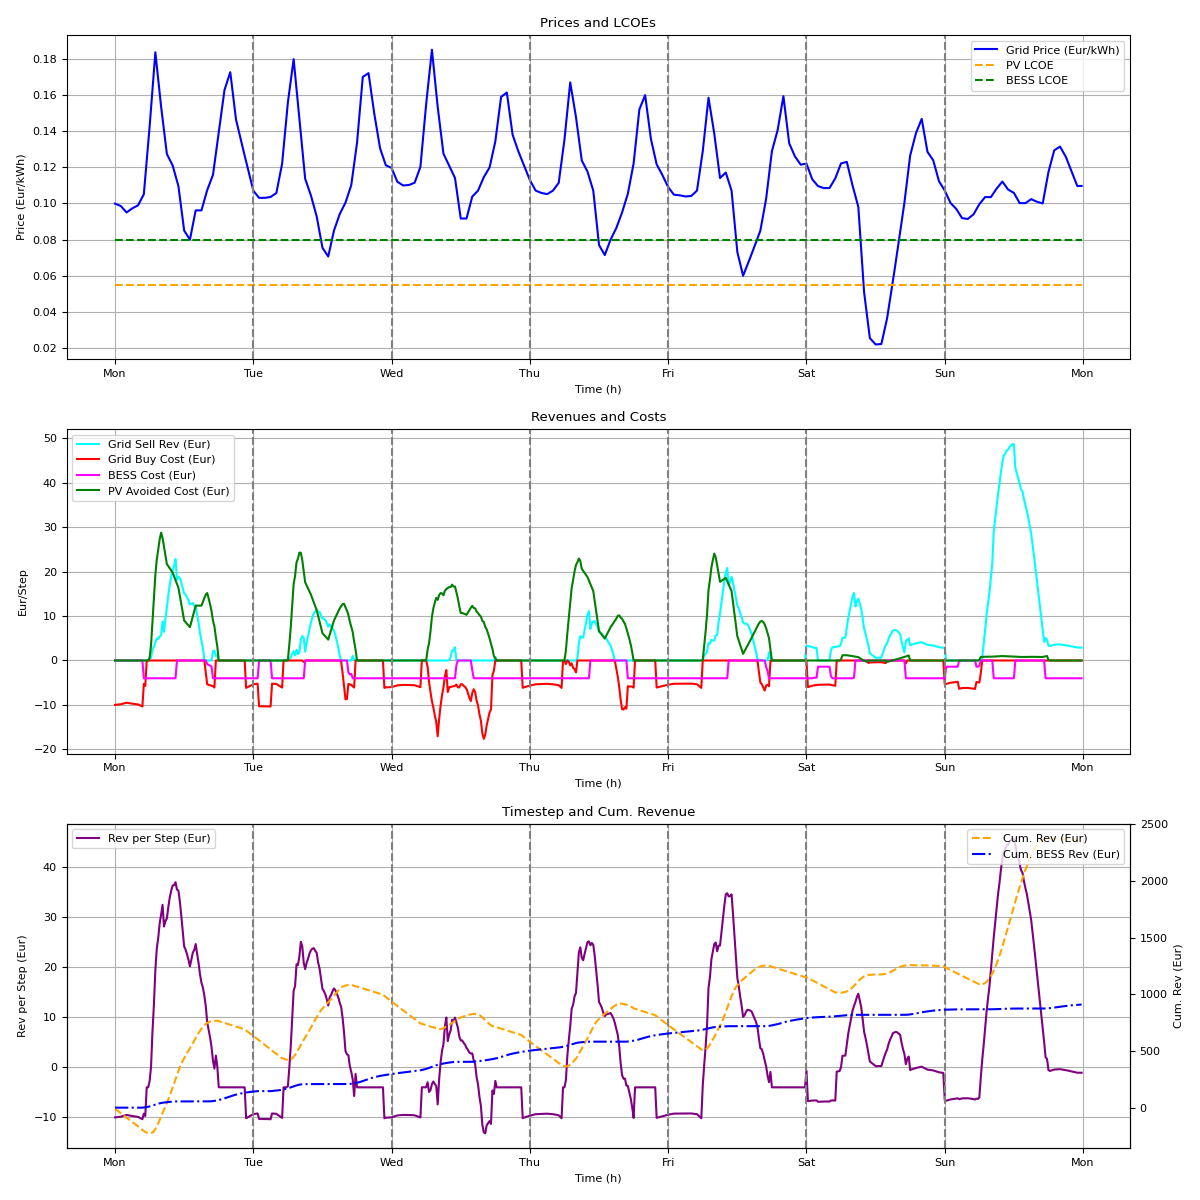 Prices and LCOEs
Price (Eur/kWh)
0.18
0.16
0.14
0.12
0.10
0.08
0.06
0.04
0.02
Grid Price (Eur/kWh)
PV LCOE
BESS LCOE
Mon Tue Wed Thu Fri Sat Sun Mon
Time (h)
Revenues and Costs
Eur/Step
50
40
30
20
10
0
−10
−20
Grid Sell Rev (Eur)
Grid Buy Cost (Eur)
BESS Cost (Eur)
PV Avoided Cost (Eur)
Mon Tue Wed Thu Fri Sat Sun Mon
Time (h)
Timestep and Cum. Revenue
Rev per Step (Eur)
40
30
20
10
0
−10
Rev per Step (Eur)
Cum. Rev (Eur)
Cum. BESS Rev (Eur)
2500
2000
1500
1000
500
0
Cum. Rev (Eur)
Mon Tue Wed Thu Fri Sat Sun Mon
Time (h)